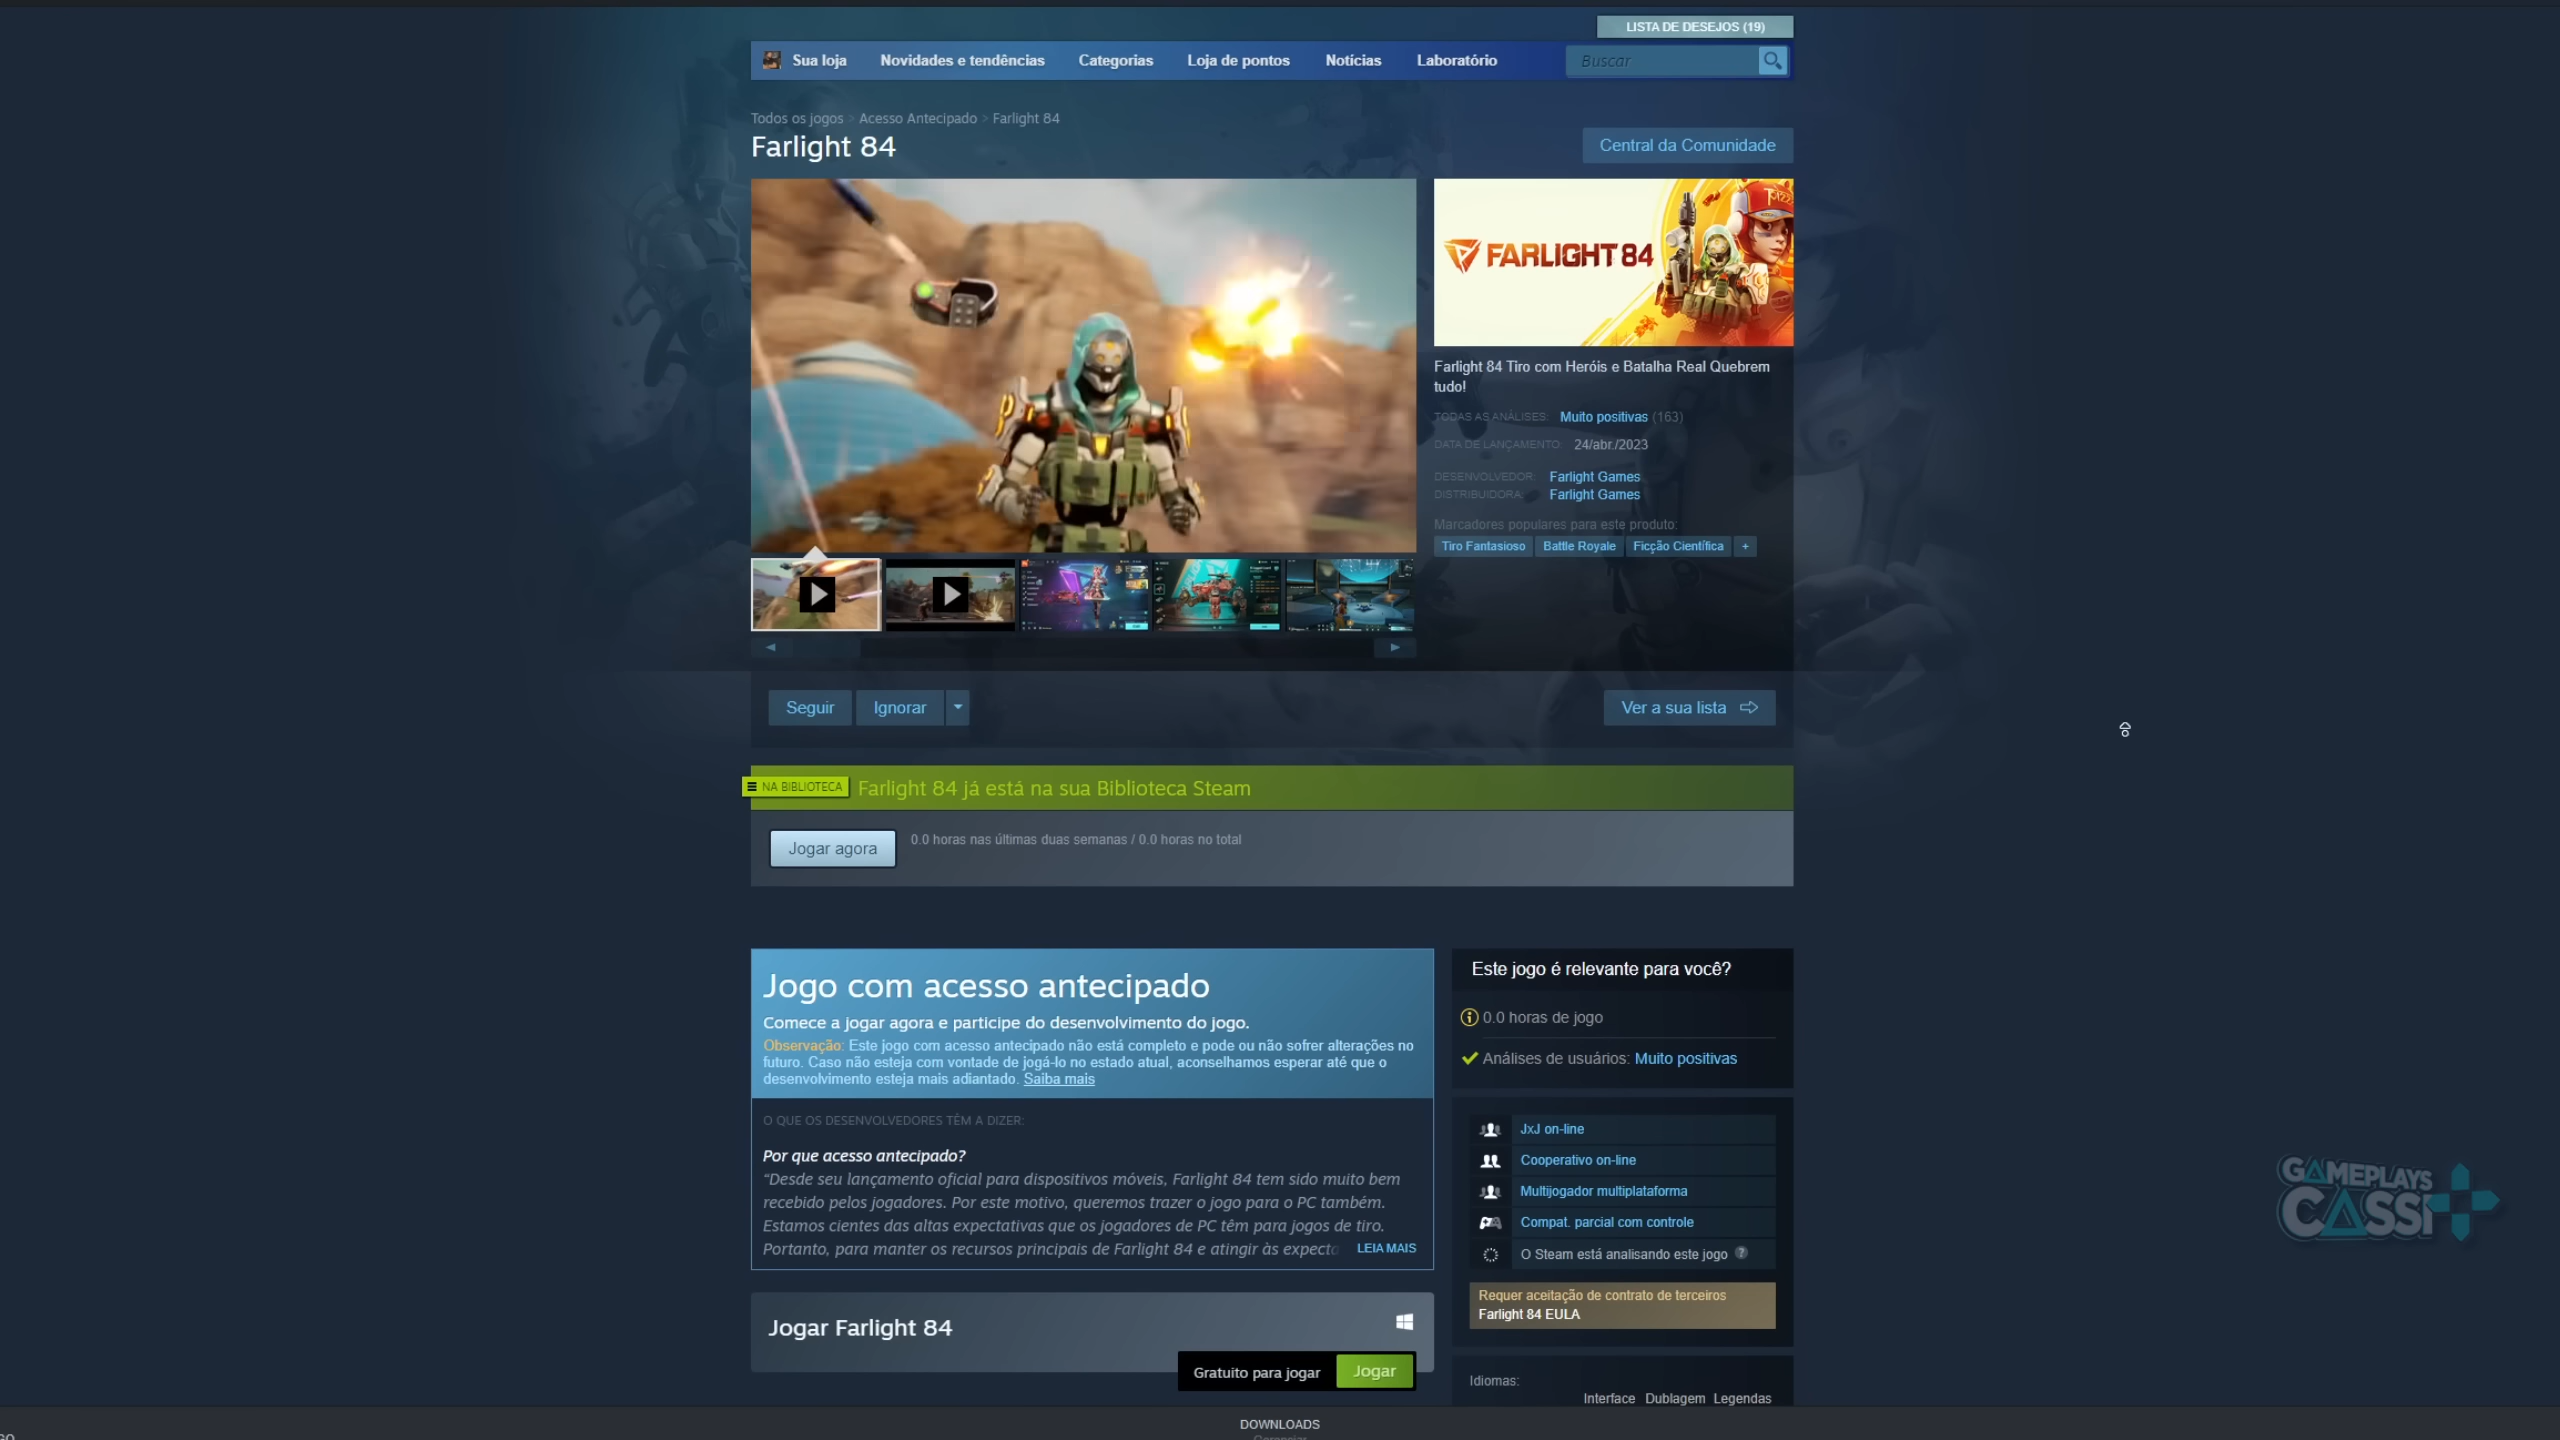 LISTA DE DESEJOS (19)
Sua loja Novidades e tendências Categorias Loja de pontos Notícias Laboratório Buscar
Todos os jogos > Acesso Antecipado > Farlight 84
Farlight 84
Central da Comunidade
FARLIGHT 84
Farlight 84 Tiro com Heróis e Batalha Real Quebrem
tudo!
TODAS AS ANÁLISES: Muito positivas (163)
DATA DE LANÇAMENTO: 24/abr./2023
DESENVOLVEDOR: Farlight Games
DISTRIBUIDORA: Farlight Games
Marcadores populares para este produto:
Tiro Fantasioso Battle Royale Ficção Científica +
Seguir Ignorar Ver a sua lista
NA BIBLIOTECA Farlight 84 já está na sua Biblioteca Steam
Jogar agora 0.0 horas nas últimas duas semanas / 0.0 horas no total
Jogo com acesso antecipado
Comece a jogar agora e participe do desenvolvimento do jogo.
Observação: Este jogo com acesso antecipado não está completo e pode ou não sofrer alterações no
futuro. Caso não esteja com vontade de jogá-lo no estado atual, aconselhamos esperar até que o
desenvolvimento esteja mais adiantado. Saiba mais
O QUE OS DESENVOLVEDORES TÊM A DIZER:
Por que acesso antecipado?
“Desde seu lançamento oficial para dispositivos móveis, Farlight 84 tem sido muito bem
recebido pelos jogadores. Por este motivo, queremos trazer o jogo para o PC também.
Estamos cientes das altas expectativas que os jogadores de PC têm para jogos de tiro.
Portanto, para manter os recursos principais de Farlight 84 e atingir às expecta LEIA MAIS
Jogar Farlight 84
Gratuito para jogar Jogar
Este jogo é relevante para você?
0.0 horas de jogo
Análises de usuários: Muito positivas
JxJ on-line
Cooperativo on-line
Multijogador multiplataforma
Compat. parcial com controle
O Steam está analisando este jogo ?
Requer aceitação de contrato de terceiros
Farlight 84 EULA
Idiomas:
Interface Dublagem Legendas
GAMEPLAYS
CASSI
DOWNLOADS